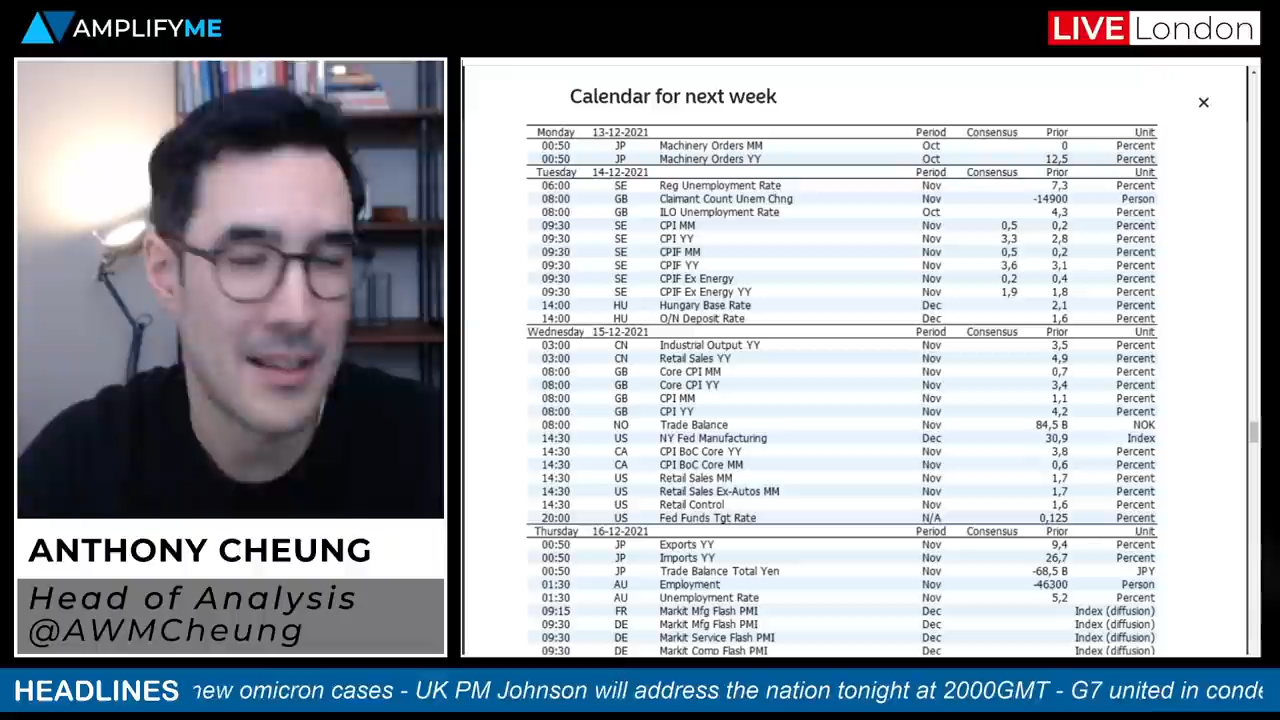 AMPLIFYME
LIVE London
Calendar for next week
×
Monday 13-12-2021 Period Consensus Prior Unit
00:50 JP Machinery Orders MM Oct 0 Percent
00:50 JP Machinery Orders YY Oct 12,5 Percent
Tuesday 14-12-2021 Period Consensus Prior Unit
06:00 SE Reg Unemployment Rate Nov 7,3 Percent
08:00 GB Claimant Count Unem Chng Nov -14900 Person
08:00 GB ILO Unemployment Rate Oct 4,3 Percent
09:30 SE CPI MM Nov 0,5 0,2 Percent
09:30 SE CPI YY Nov 3,3 2,8 Percent
09:30 SE CPIF MM Nov 0,5 0,2 Percent
09:30 SE CPIF YY Nov 3,6 3,1 Percent
09:30 SE CPIF Ex Energy Nov 0,2 0,4 Percent
09:30 SE CPIF Ex Energy YY Nov 1,9 1,8 Percent
14:00 HU Hungary Base Rate Dec 2,1 Percent
14:00 HU O/N Deposit Rate Dec 1,6 Percent
Wednesday 15-12-2021 Period Consensus Prior Unit
03:00 CN Industrial Output YY Nov 3,5 Percent
03:00 CN Retail Sales YY Nov 4,9 Percent
08:00 GB Core CPI MM Nov 0,7 Percent
08:00 GB Core CPI YY Nov 3,4 Percent
08:00 GB CPI MM Nov 1,1 Percent
08:00 GB CPI YY Nov 4,2 Percent
08:00 NO Trade Balance Nov 84,5 B NOK
14:30 US NY Fed Manufacturing Dec 30,9 Index
14:30 CA CPI BoC Core YY Nov 3,8 Percent
14:30 CA CPI BoC Core MM Nov 0,6 Percent
14:30 US Retail Sales MM Nov 1,7 Percent
14:30 US Retail Sales Ex-Autos MM Nov 1,7 Percent
14:30 US Retail Control Nov 1,6 Percent
20:00 US Fed Funds Tgt Rate N/A 0,125 Percent
Thursday 16-12-2021 Period Consensus Prior Unit
00:50 JP Exports YY Nov 9,4 Percent
00:50 JP Imports YY Nov 26,7 Percent
00:50 JP Trade Balance Total Yen Nov -68,5 B JPY
01:30 AU Employment Nov -46300 Person
01:30 AU Unemployment Rate Nov 5,2 Percent
09:15 FR Markit Mfg Flash PMI Dec Index (diffusion)
09:30 DE Markit Mfg Flash PMI Dec Index (diffusion)
09:30 DE Markit Service Flash PMI Dec Index (diffusion)
09:30 DE Markit Comp Flash PMI Dec Index (diffusion)
ANTHONY CHEUNG
Head of Analysis
@AWMCheung
HEADLINES new omicron cases - UK PM Johnson will address the nation tonight at 2000GMT - G7 united in conde